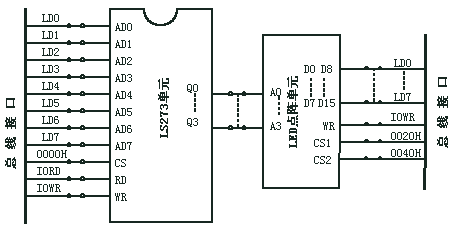 总线接口
LD0
LD1
LD2
LD3
LD4
LD5
LD6
LD7
0000H
IORD
IOWR
AD0
AD1
AD2
AD3
AD4
AD5
AD6
AD7
CS
RD
WR
LS273单元
Q0
Q3
A0
A3
LED点阵单元
D0 D8
D7 D15
WR
CS1
CS2
LD0
LD7
IOWR
0020H
0040H
总线接口